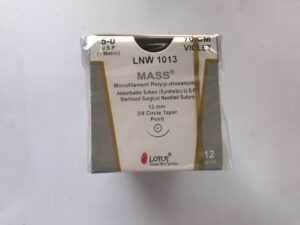 5-0
70 CM
U.S.P
VIOLET
(1 Metric)
LNW 1013
MASS®
Monofilament Poly(p-dioxanone)
Absorbable Suture (Synthetic) U.S.P
Sterilised Surgical Needled Suture
13 mm
3/8 Circle Taper
Point
LOTUS
12